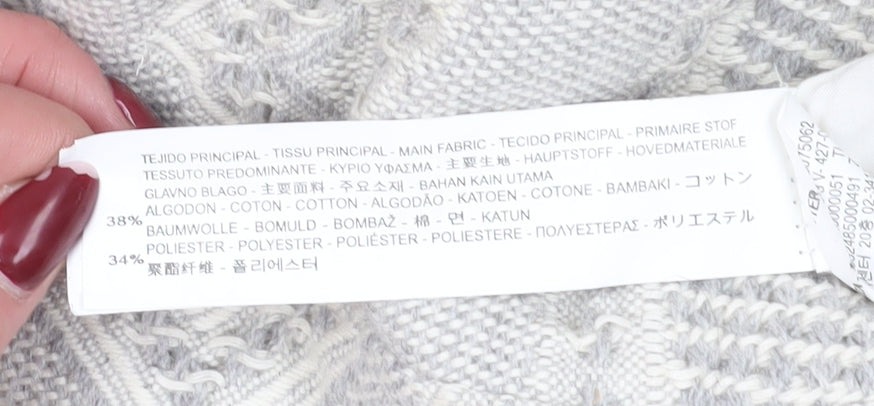 TEJIDO PRINCIPAL - TISSU PRINCIPAL - MAIN FABRIC - TECIDO PRINCIPAL - PRIMAIRE STOF
TESSUTO PREDOMINANTE - ΚΥΡΙΟ ΥΦΑΣΜΑ - 主要生地 - HAUPTSTOFF - HOVEDMATERIALE
GLAVNO BLAGO - 主要面料 - 주요소재 - BAHAN KAIN UTAMA
ALGODON - COTON - COTTON - ALGODÃO - KATOEN - COTONE - BAMBAKI - コットン
38% BAUMWOLLE - BOMULD - BOMBAŽ - 棉 - 면 - KATUN
POLIESTER - POLYESTER - POLIÉSTER - POLIESTERE - ΠΟΛΥΕΣΤΕΡΑΣ - ポリエステル
34% 聚酯纤维 - 폴리에스터
75062
427-